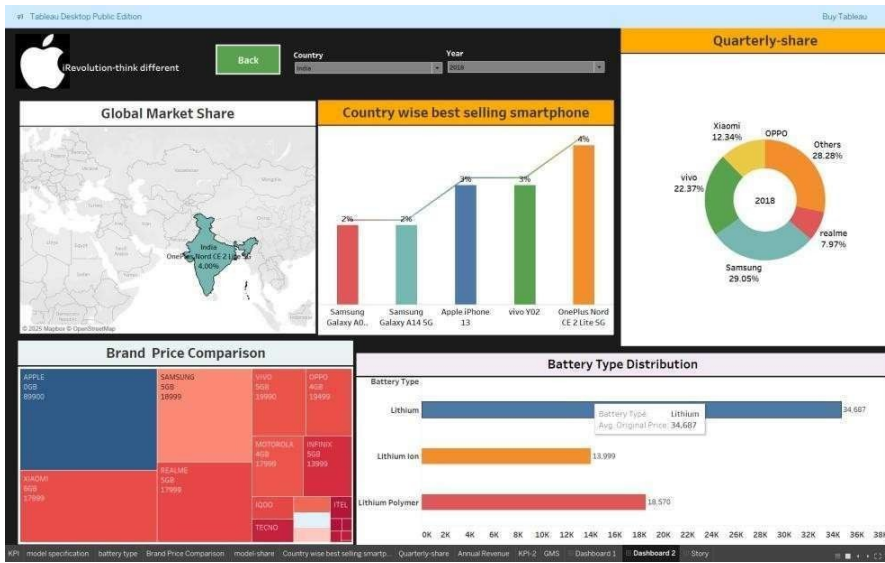 Tableau Desktop Public Edition
Buy Tableau
iRevolution-think different
Back
Country
India
Year
2018
Quarterly-share
Xiaomi
12.34%
OPPO
Others
28.28%
vivo
22.37%
2018
realme
7.97%
Samsung
29.05%
Global Market Share
India
OnePlus Nord CE 2 Lite 5G
4.00%
© 2025 Mapbox © OpenStreetMap
Country wise best selling smartphone
2%
2%
3%
3%
4%
Samsung
Galaxy A0..
Samsung
Galaxy A14 5G
Apple iPhone
13
vivo Y02
OnePlus Nord
CE 2 Lite 5G
Brand Price Comparison
APPLE
0GB
89900
SAMSUNG
5GB
18999
VIVO
5GB
19990
OPPO
4GB
19499
MOTOROLA
4GB
17999
INFINIX
5GB
13999
XIAOMI
6GB
17999
REALME
5GB
17999
IQOO
ITEL
TECNO
Battery Type Distribution
Battery Type
Lithium
34,687
Battery Type: Lithium
Avg. Original Price: 34,687
Lithium Ion
13,999
Lithium Polymer
18,570
0K 2K 4K 6K 8K 10K 12K 14K 16K 18K 20K 22K 24K 26K 28K 30K 32K 34K 36K 38K
KPI model specification battery type Brand Price Comparison model-share Country wise best selling smartp... Quarterly-share Annual Revenue KPI-2 GMS Dashboard 1 Dashboard 2 Story